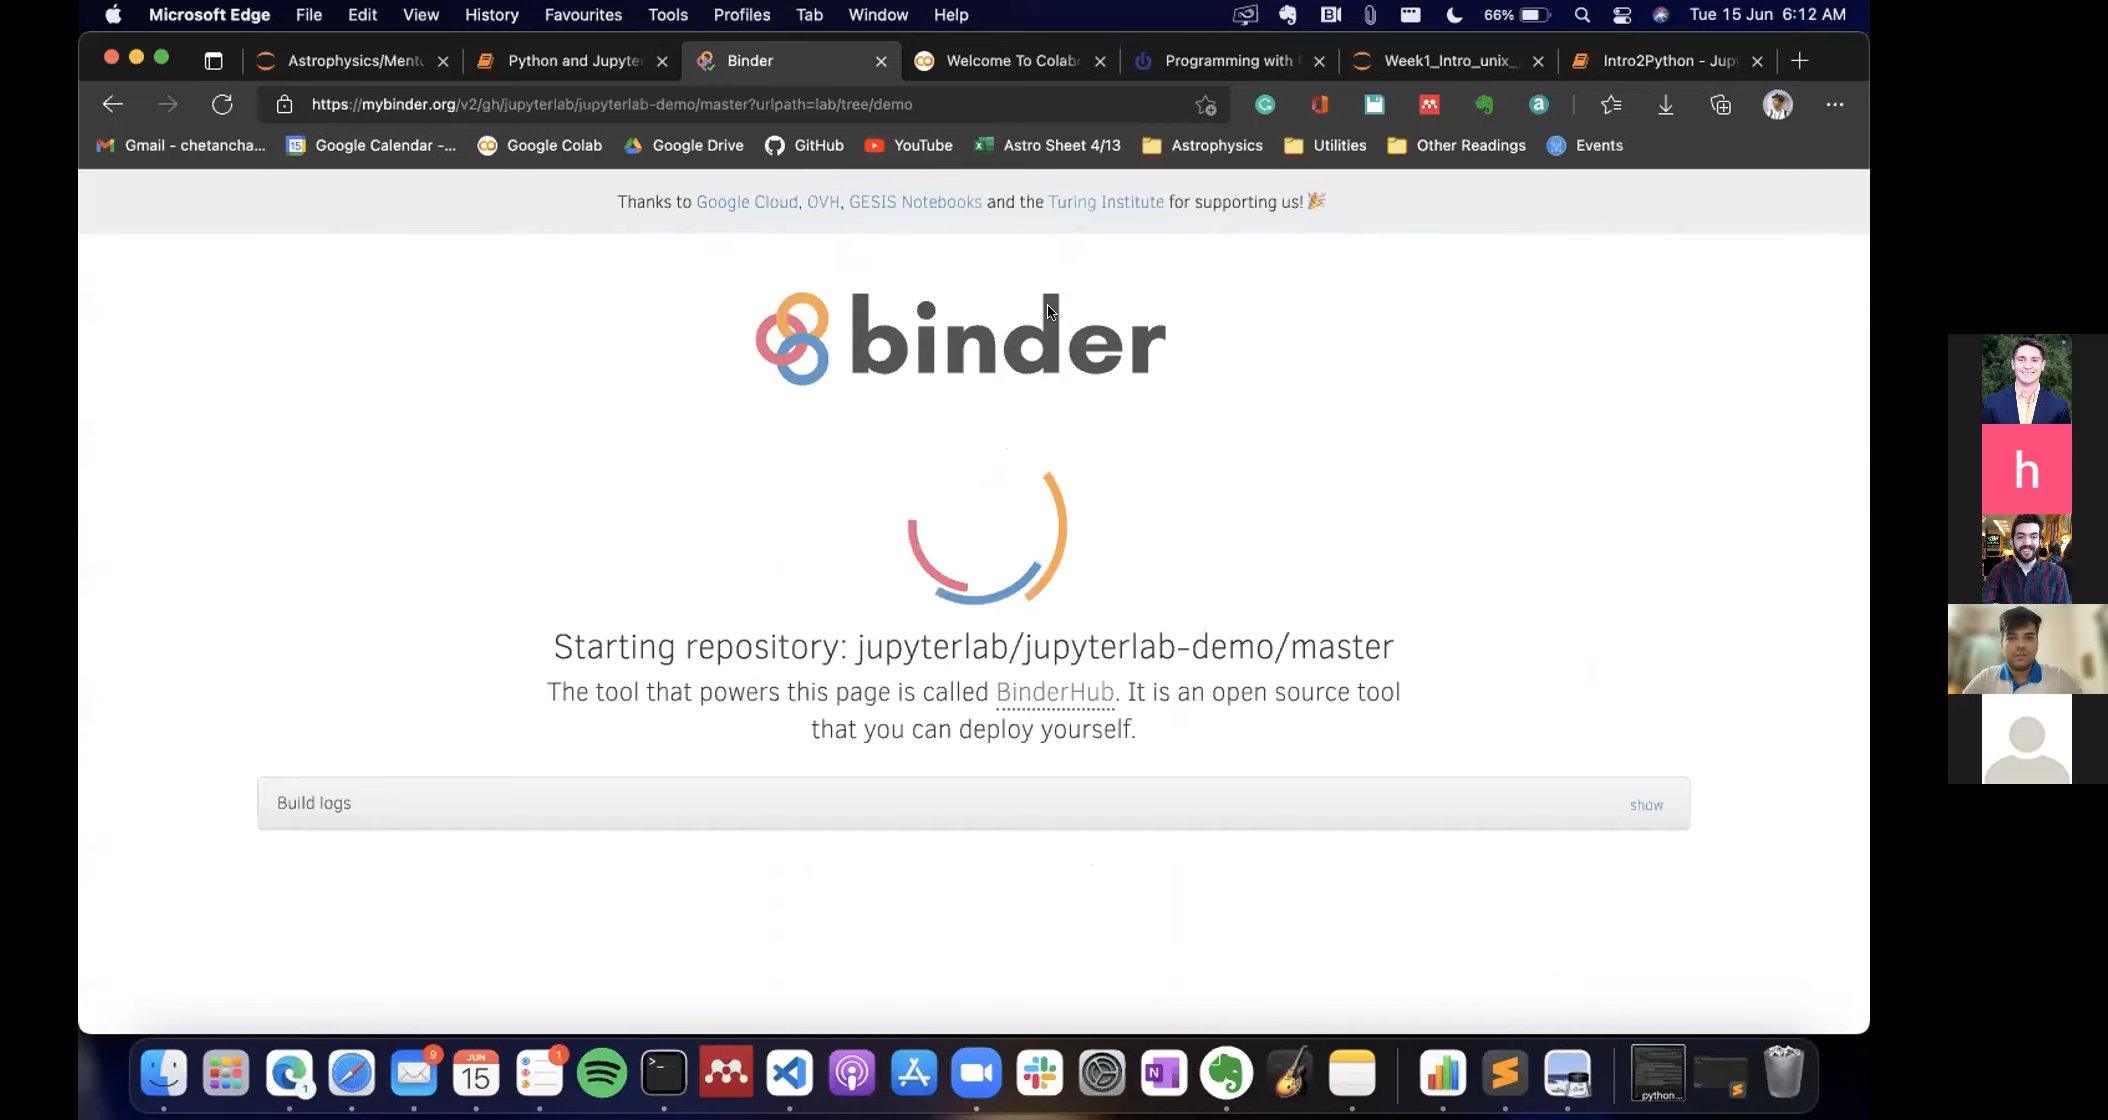 Microsoft Edge File Edit View History Favourites Tools Profiles Tab Window Help 66% Tue 15 Jun 6:12 AM
Astrophysics/Mento Python and Jupyte Binder Welcome To Colab Programming with Week1_Intro_unix_ Intro2Python - Jup
https://mybinder.org/v2/gh/jupyterlab/jupyterlab-demo/master?urlpath=lab/tree/demo
Gmail - chetancha... Google Calendar -... Google Colab Google Drive GitHub YouTube Astro Sheet 4/13 Astrophysics Utilities Other Readings Events
Thanks to Google Cloud, OVH, GESIS Notebooks and the Turing Institute for supporting us!
binder
h
Starting repository: jupyterlab/jupyterlab-demo/master
The tool that powers this page is called BinderHub. It is an open source tool
that you can deploy yourself.
Build logs show
9 JUN 15 1 1 python...